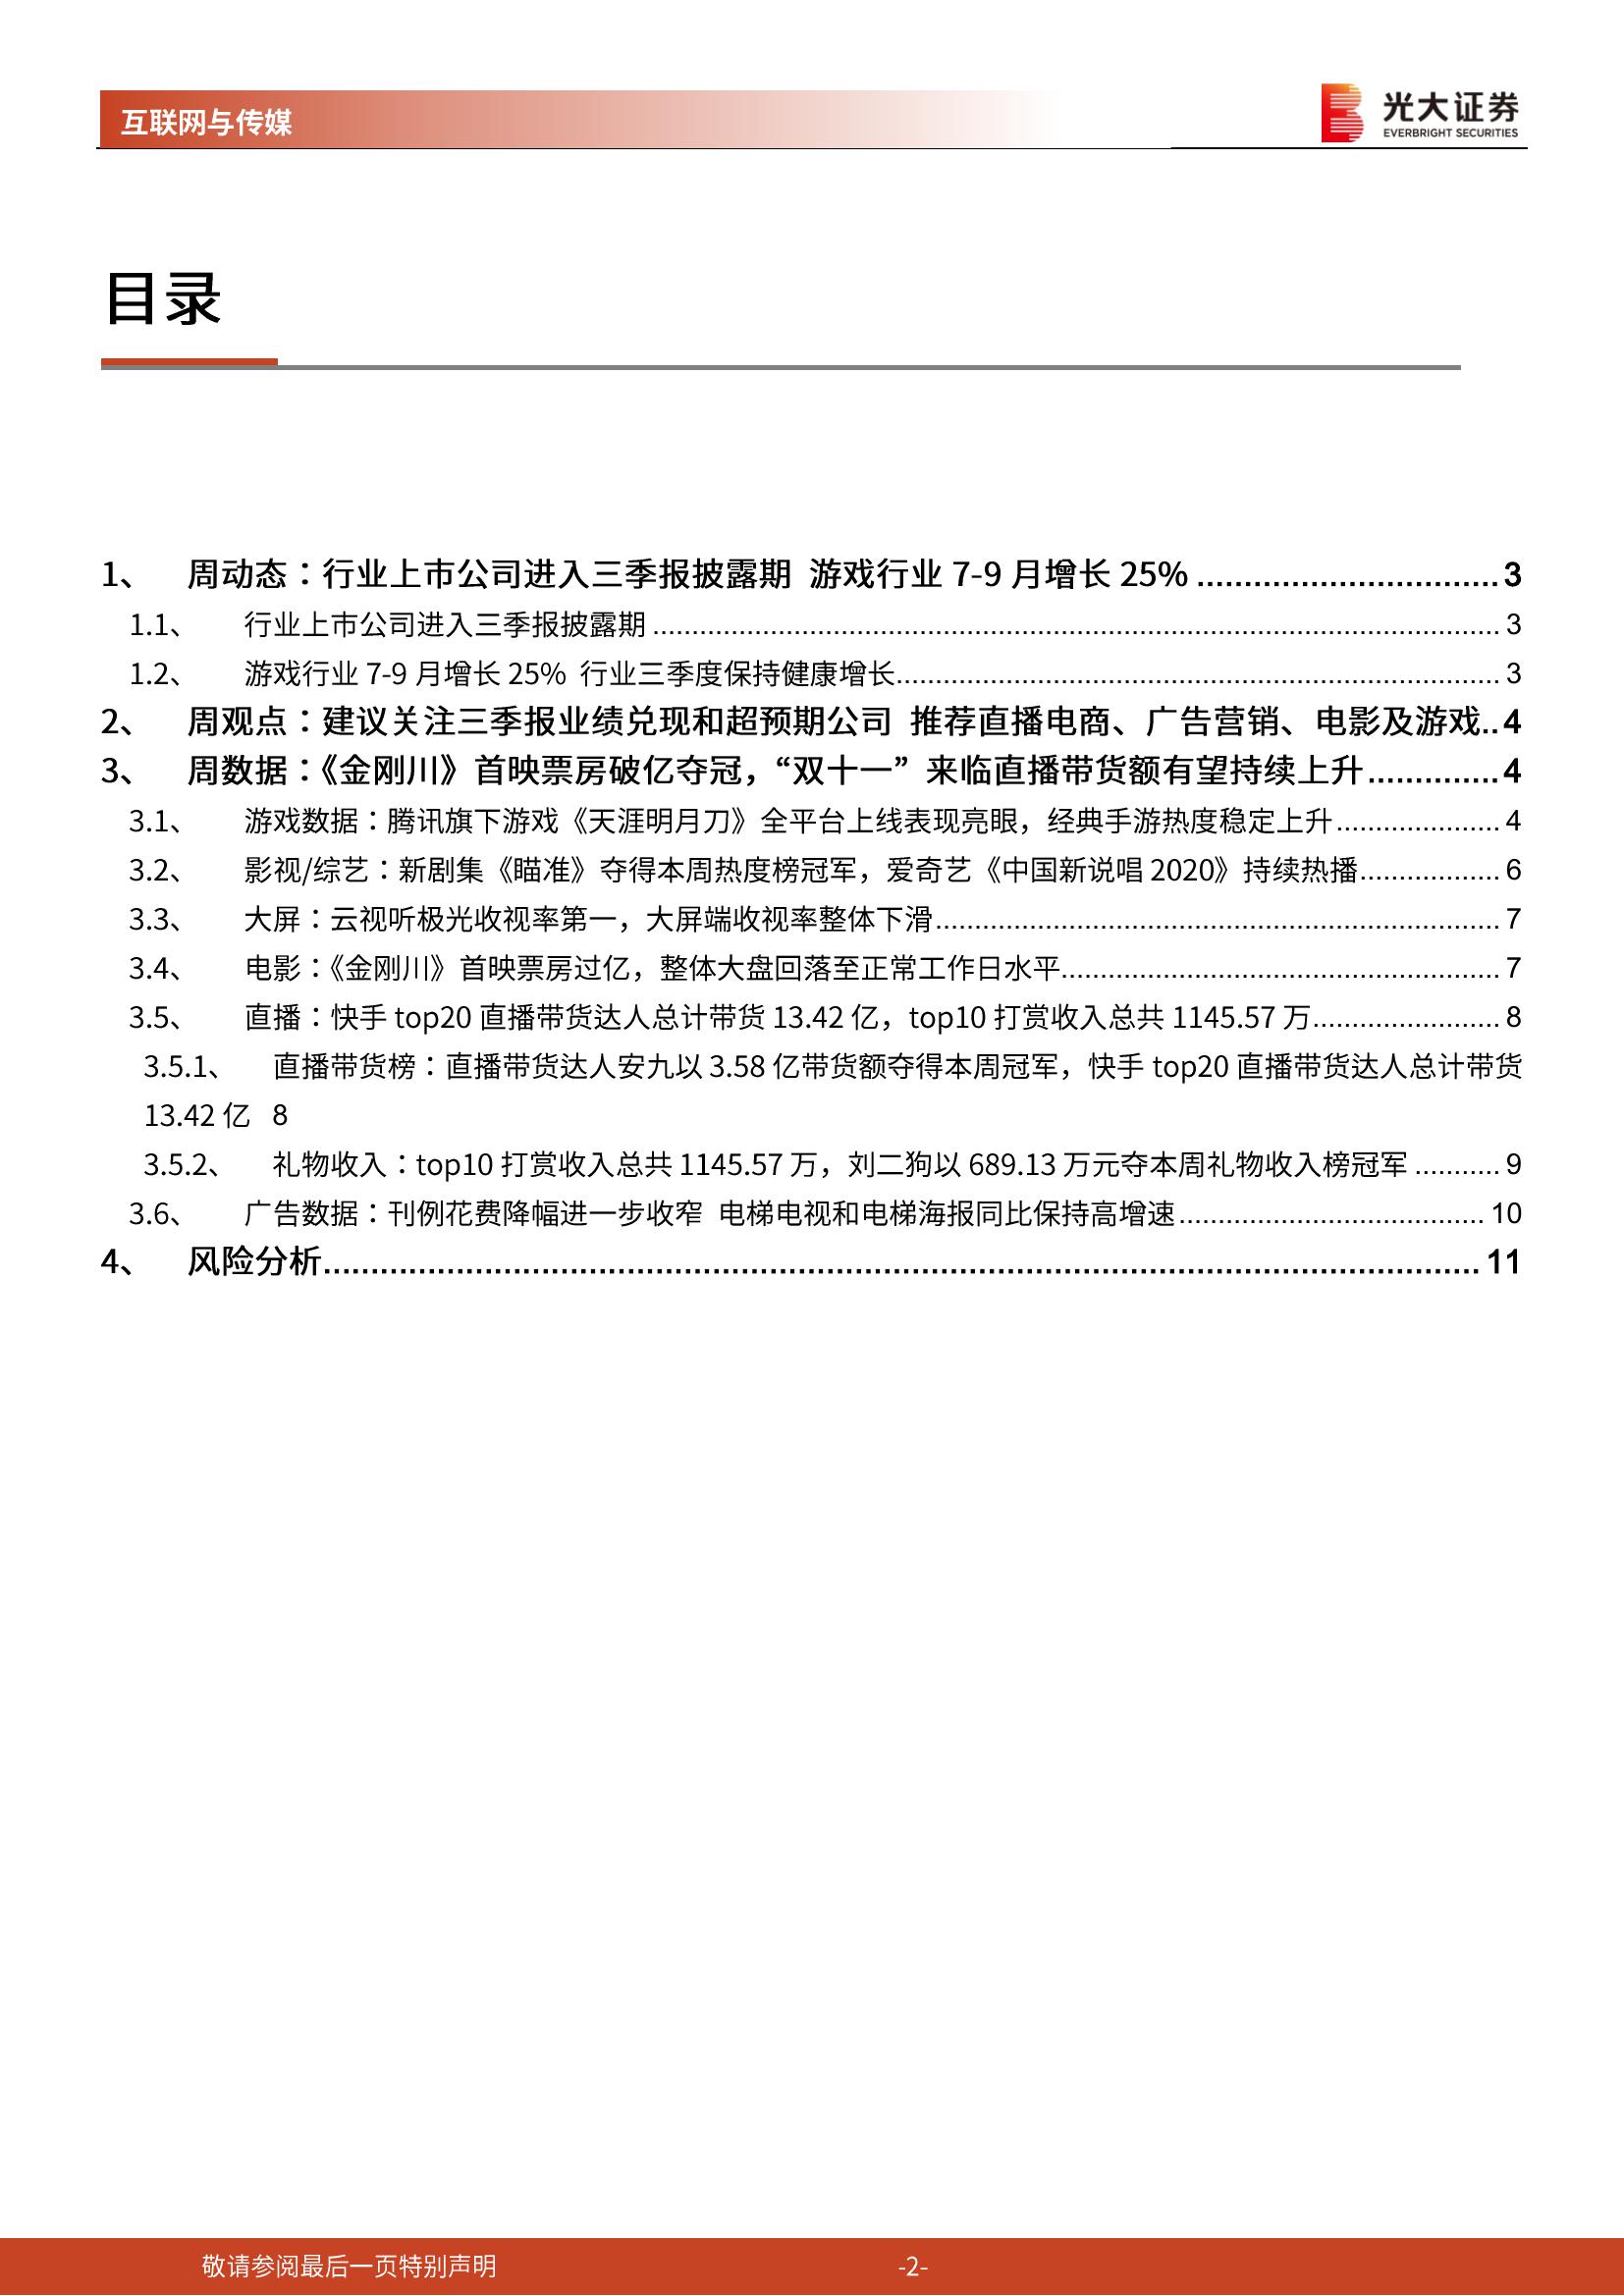 互联网与传媒
光大证券
EVERBRIGHT SECURITIES
目录
1、 周动态：行业上市公司进入三季报披露期 游戏行业 7-9 月增长 25% ................................ 3
1.1、 行业上市公司进入三季报披露期 ................................ 3
1.2、 游戏行业 7-9 月增长 25% 行业三季度保持健康增长................................ 3
2、 周观点：建议关注三季报业绩兑现和超预期公司 推荐直播电商、广告营销、电影及游戏.. 4
3、 周数据：《金刚川》首映票房破亿夺冠，“双十一” 来临直播带货额有望持续上升.............. 4
3.1、 游戏数据：腾讯旗下游戏《天涯明月刀》全平台上线表现亮眼，经典手游热度稳定上升..................... 4
3.2、 影视/综艺：新剧集《瞄准》夺得本周热度榜冠军，爱奇艺《中国新说唱 2020》持续热播.................. 6
3.3、 大屏：云视听极光收视率第一，大屏端收视率整体下滑................................ 7
3.4、 电影：《金刚川》首映票房过亿，整体大盘回落至正常工作日水平................................ 7
3.5、 直播：快手 top20 直播带货达人总计带货 13.42 亿，top10 打赏收入总共 1145.57 万........................ 8
3.5.1、 直播带货榜：直播带货达人安九以 3.58 亿带货额夺得本周冠军，快手 top20 直播带货达人总计带货
13.42 亿 8
3.5.2、 礼物收入：top10 打赏收入总共 1145.57 万，刘二狗以 689.13 万元夺本周礼物收入榜冠军 ........... 9
3.6、 广告数据：刊例花费降幅进一步收窄 电梯电视和电梯海报同比保持高增速....................................... 10
4、 风险分析................................ 11
敬请参阅最后一页特别声明
-2-